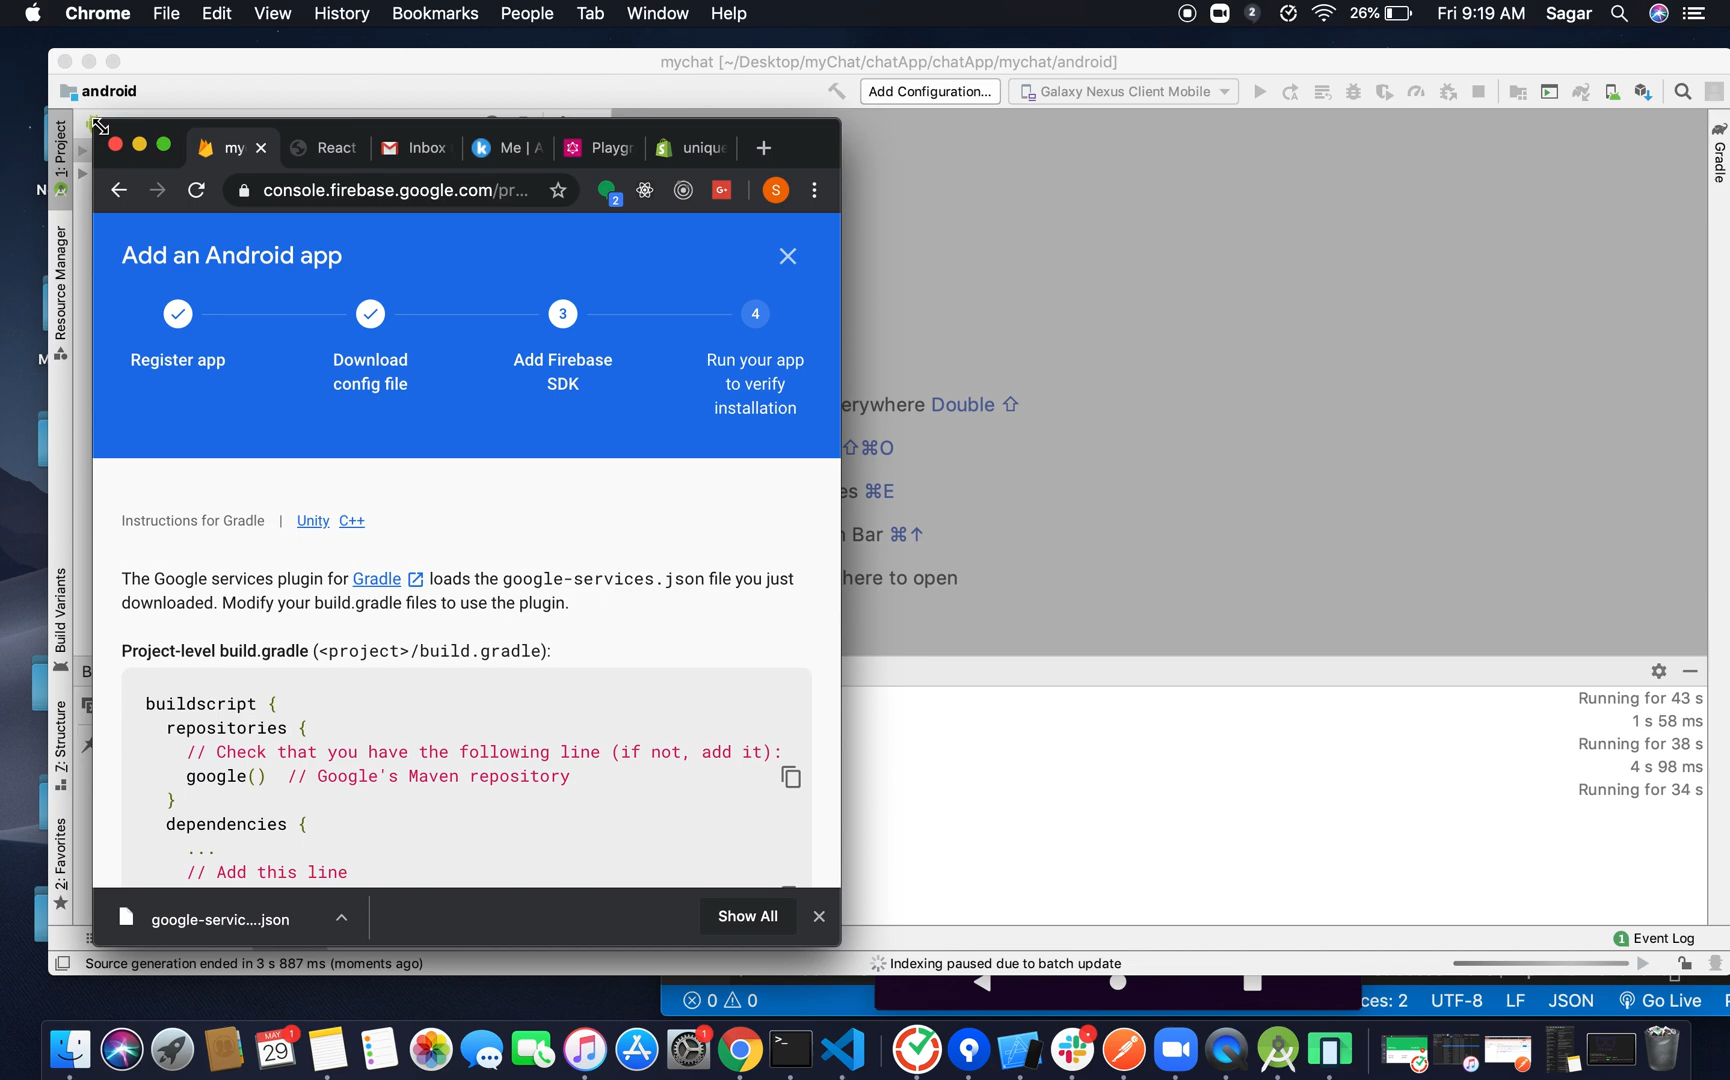 Chrome File Edit View History Bookmarks People Tab Window Help 2 26% Fri 9:19 AM Sagar
mychat [~/Desktop/myChat/chatApp/chatApp/mychat/android]
android Add Configuration... Galaxy Nexus Client Mobile
my React Inbox Me | A Playgr unique
console.firebase.google.com/pr... 2 G+ S
1: Project
Resource Manager
Build Variants
7: Structure
2: Favorites
Gradle
Add an Android app
3 4
Register app Download config file Add Firebase SDK Run your app to verify installation
Instructions for Gradle | Unity C++
The Google services plugin for Gradle loads the google-services.json file you just
downloaded. Modify your build.gradle files to use the plugin.
Project-level build.gradle (<project>/build.gradle):
buildscript {
repositories {
// Check that you have the following line (if not, add it):
google() // Google's Maven repository
}
dependencies {
...
// Add this line
google-servic....json Show All
erywhere Double ⇧
⇧⌘O
es ⌘E
n Bar ⌘↑
here to open
Running for 43 s
1 s 58 ms
Running for 38 s
4 s 98 ms
Running for 34 s
1 Event Log
Source generation ended in 3 s 887 ms (moments ago) Indexing paused due to batch update
0 0 ces: 2 UTF-8 LF JSON Go Live
MAY 29 1 1